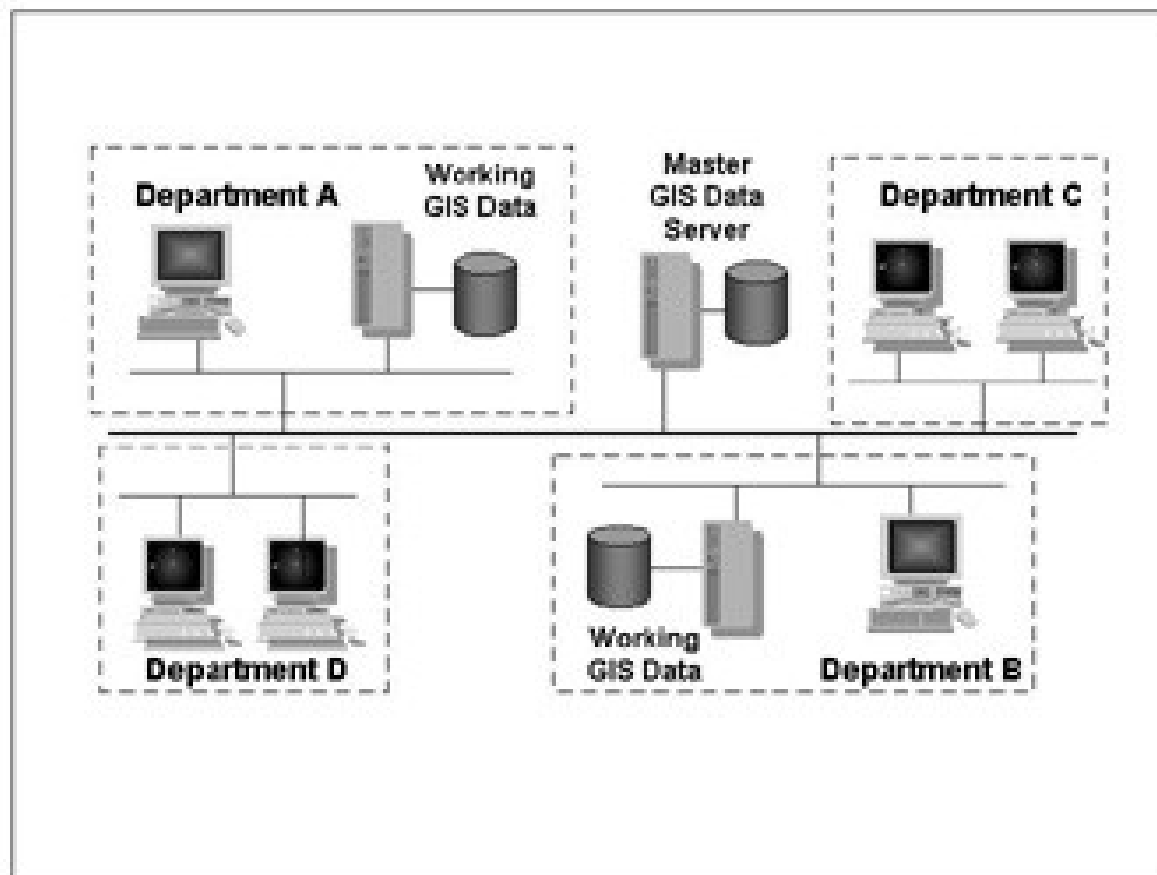 Department A
Working
GIS Data
Master
GIS Data
Server
Department C
Department D
Working
GIS Data
Department B